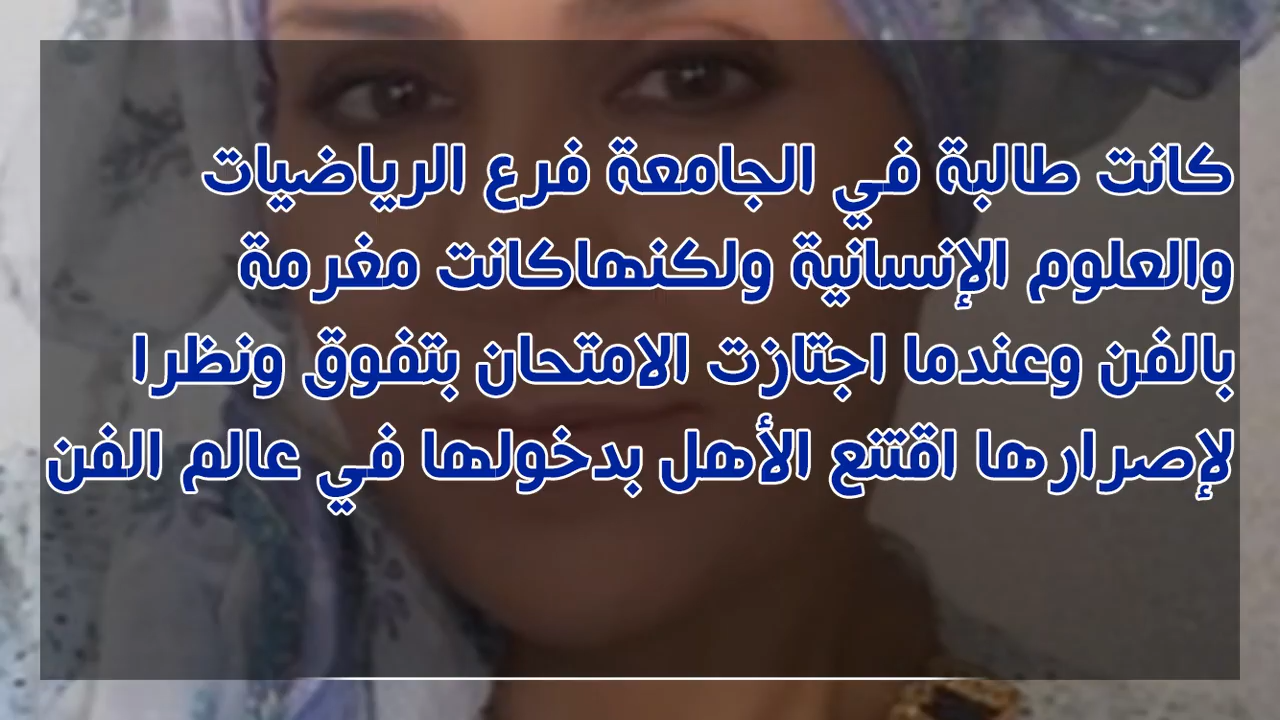 كانت طالبة في الجامعة فرع الرياضيات
والعلوم الإنسانية ولكنهاكانت مغرمة
بالفن وعندما اجتازت الامتحان بتفوق ونظرا
لإصرارها اقتنع الأهل بدخولها في عالم الفن